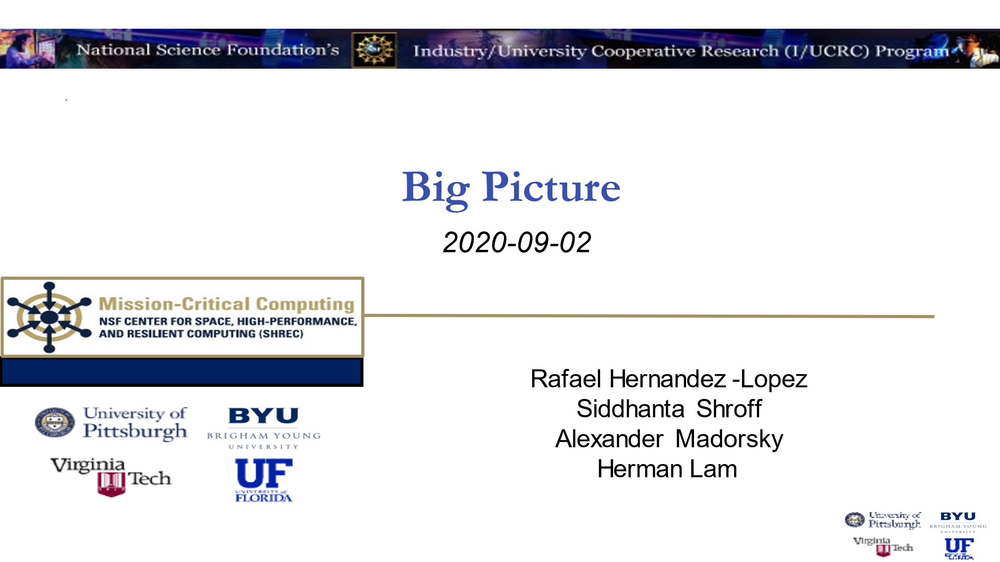 National Science Foundation's Industry/University Cooperative Research (I/UCRC) Program
Big Picture
2020-09-02
Mission-Critical Computing
NSF CENTER FOR SPACE, HIGH-PERFORMANCE,
AND RESILIENT COMPUTING (SHREC)
Rafael Hernandez -Lopez
Siddhanta Shroff
Alexander Madorsky
Herman Lam
University of
Pittsburgh
BYU
BRIGHAM YOUNG
UNIVERSITY
Virginia
Tech
UF
UNIVERSITY of
FLORIDA
University of
Pittsburgh
BYU
BRIGHAM YOUNG
UNIVERSITY
Virginia
Tech
UF
FLORIDA